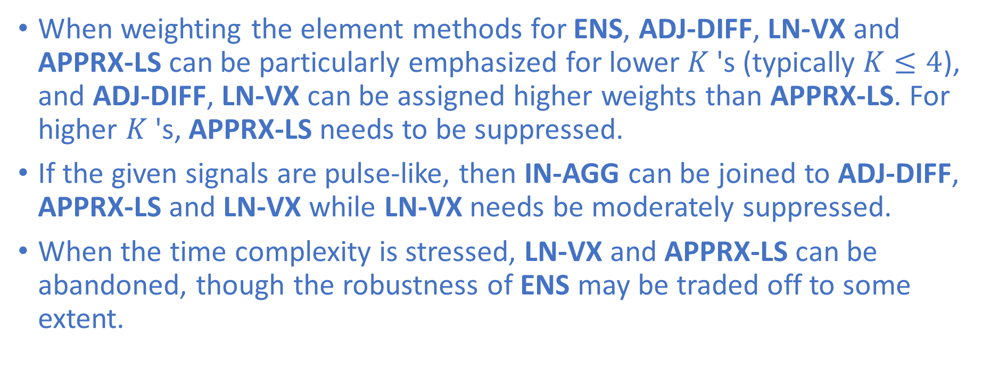 • When weighting the element methods for ENS, ADJ-DIFF, LN-VX and
APPRX-LS can be particularly emphasized for lower K 's (typically K ≤ 4),
and ADJ-DIFF, LN-VX can be assigned higher weights than APPRX-LS. For
higher K 's, APPRX-LS needs to be suppressed.
• If the given signals are pulse-like, then IN-AGG can be joined to ADJ-DIFF,
APPRX-LS and LN-VX while LN-VX needs be moderately suppressed.
• When the time complexity is stressed, LN-VX and APPRX-LS can be
abandoned, though the robustness of ENS may be traded off to some
extent.